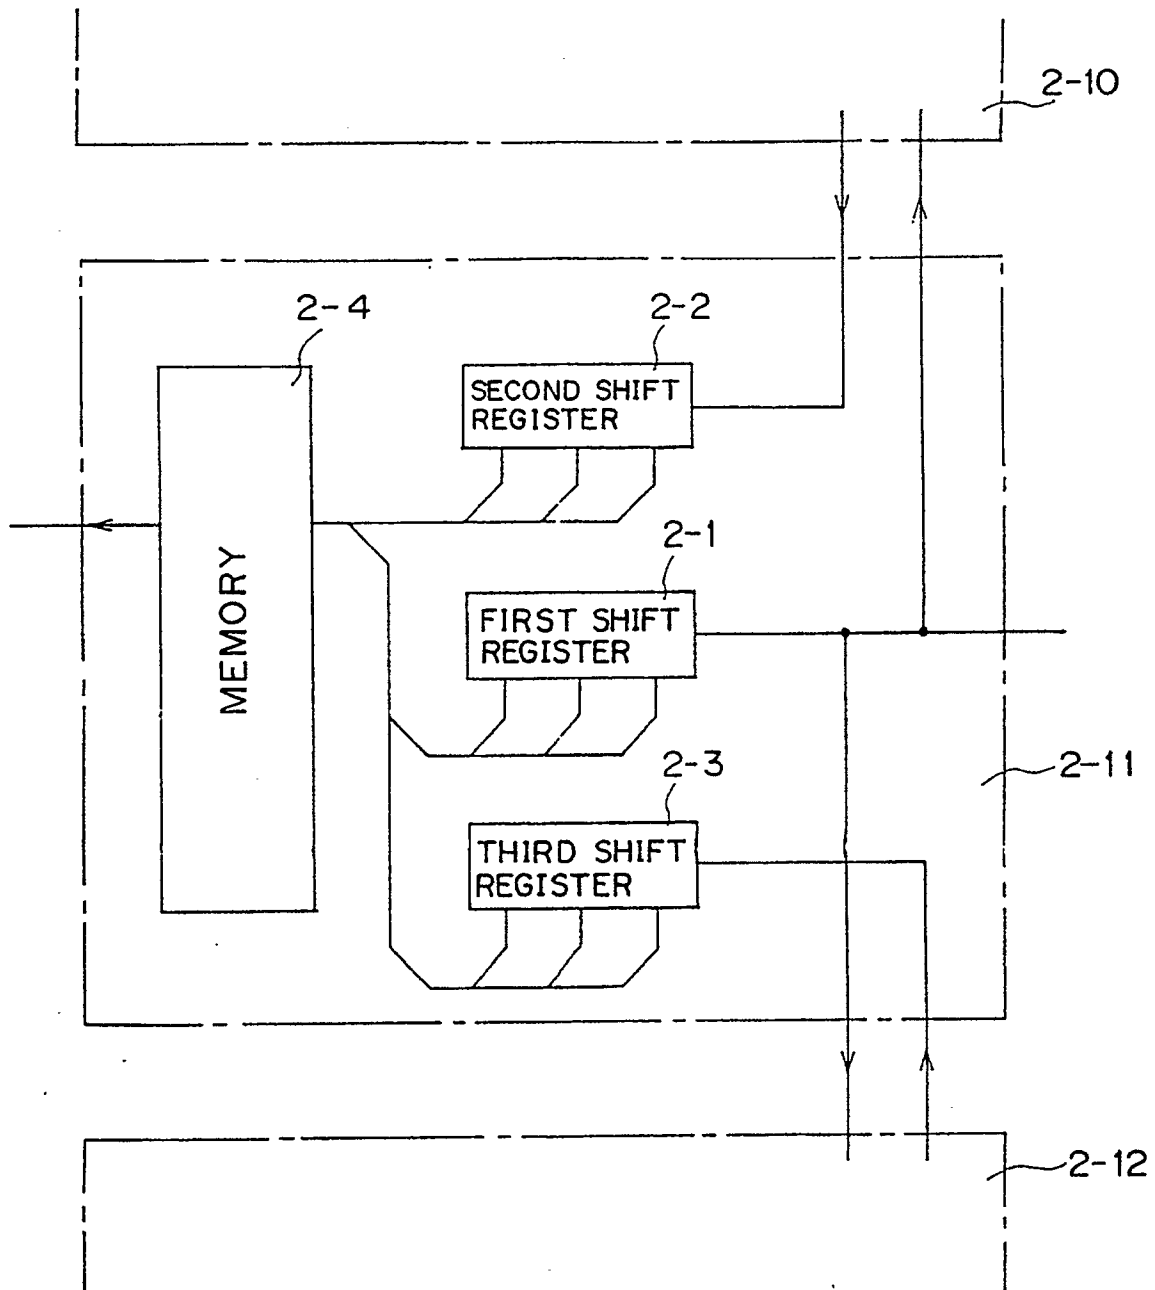 2-10
2-4
2-2
SECOND SHIFT
REGISTER
2-1
FIRST SHIFT
REGISTER
MEMORY
2-3
2-11
THIRD SHIFT
REGISTER
2-12